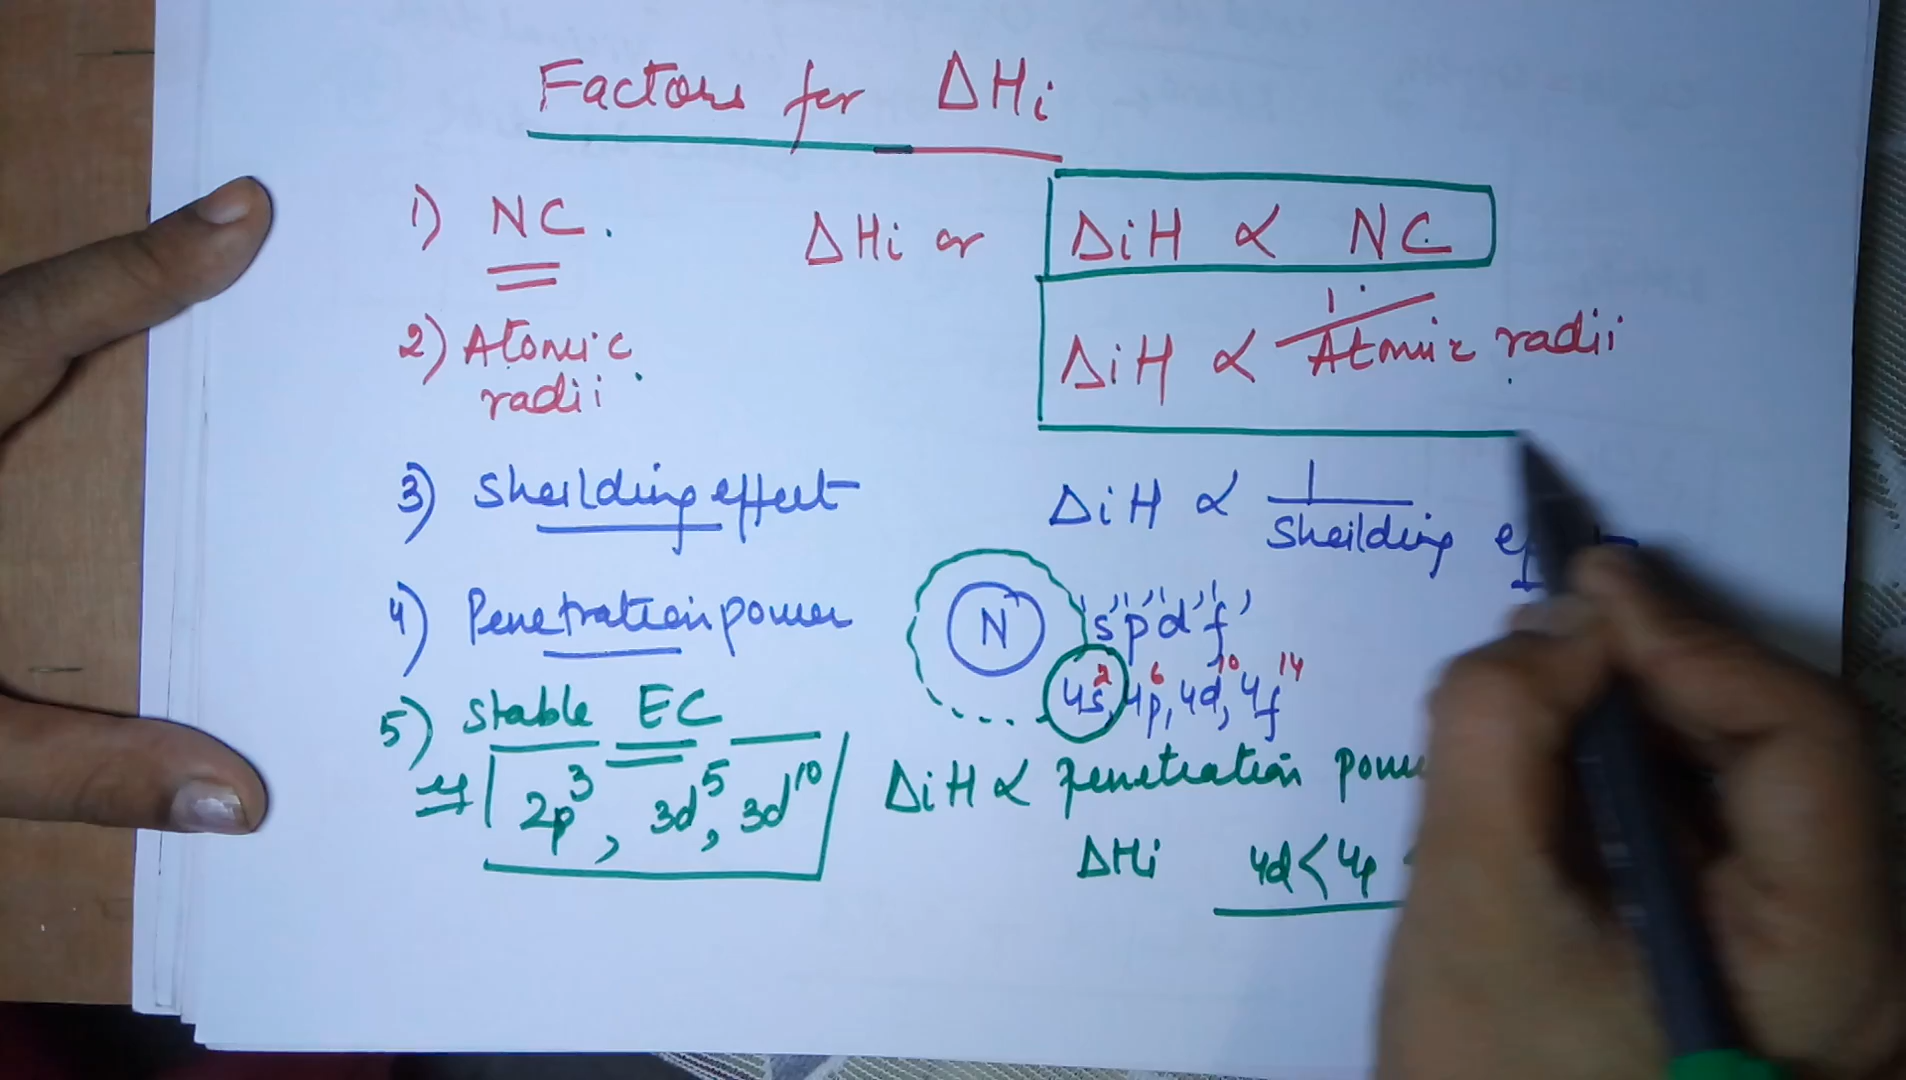 Factors for ΔHi
1) NC. ΔHi or ΔiH ∝ NC
2) Atomic radii. ΔiH ∝ 1/Atomic radii
3) Sheilding effect ΔiH ∝ 1/Sheilding
4) Penetration power N 's', 'p', 'd', 'f'
4s², 4p⁶, 4d¹⁰, 4f¹⁴
5) Stable EC
eg 2p³, 3d⁵, 3d¹⁰ ΔiH ∝ penetration
ΔHi 4d < 4p